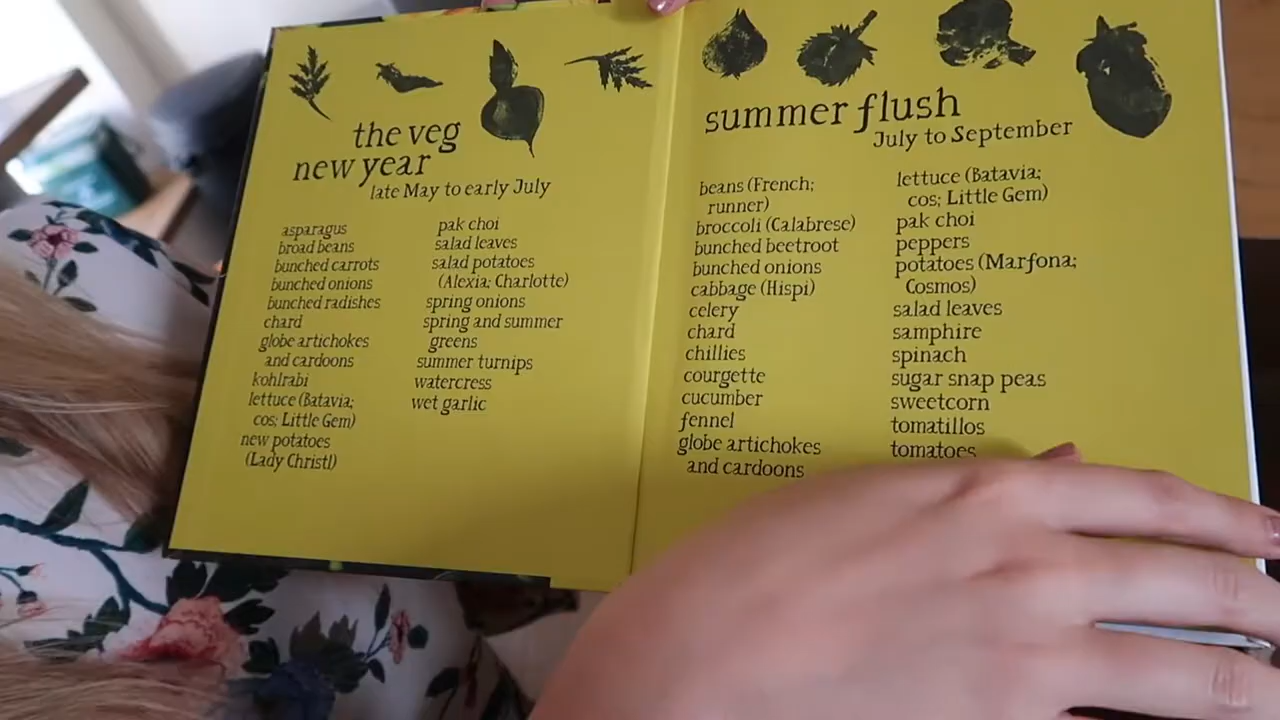 the veg
new year
late May to early July
asparagus
broad beans
bunched carrots
bunched onions
bunched radishes
chard
globe artichokes
and cardoons
kohlrabi
lettuce (Batavia;
cos; Little Gem)
new potatoes
(Lady Christl)
pak choi
salad leaves
salad potatoes
(Alexia; Charlotte)
spring onions
spring and summer
greens
summer turnips
watercress
wet garlic
summer flush
July to September
beans (French;
runner)
broccoli (Calabrese)
bunched beetroot
bunched onions
cabbage (Hispi)
celery
chard
chillies
courgette
cucumber
fennel
globe artichokes
and cardoons
lettuce (Batavia;
cos; Little Gem)
pak choi
peppers
potatoes (Marfona;
Cosmos)
salad leaves
samphire
spinach
sugar snap peas
sweetcorn
tomatillos
tomatoes